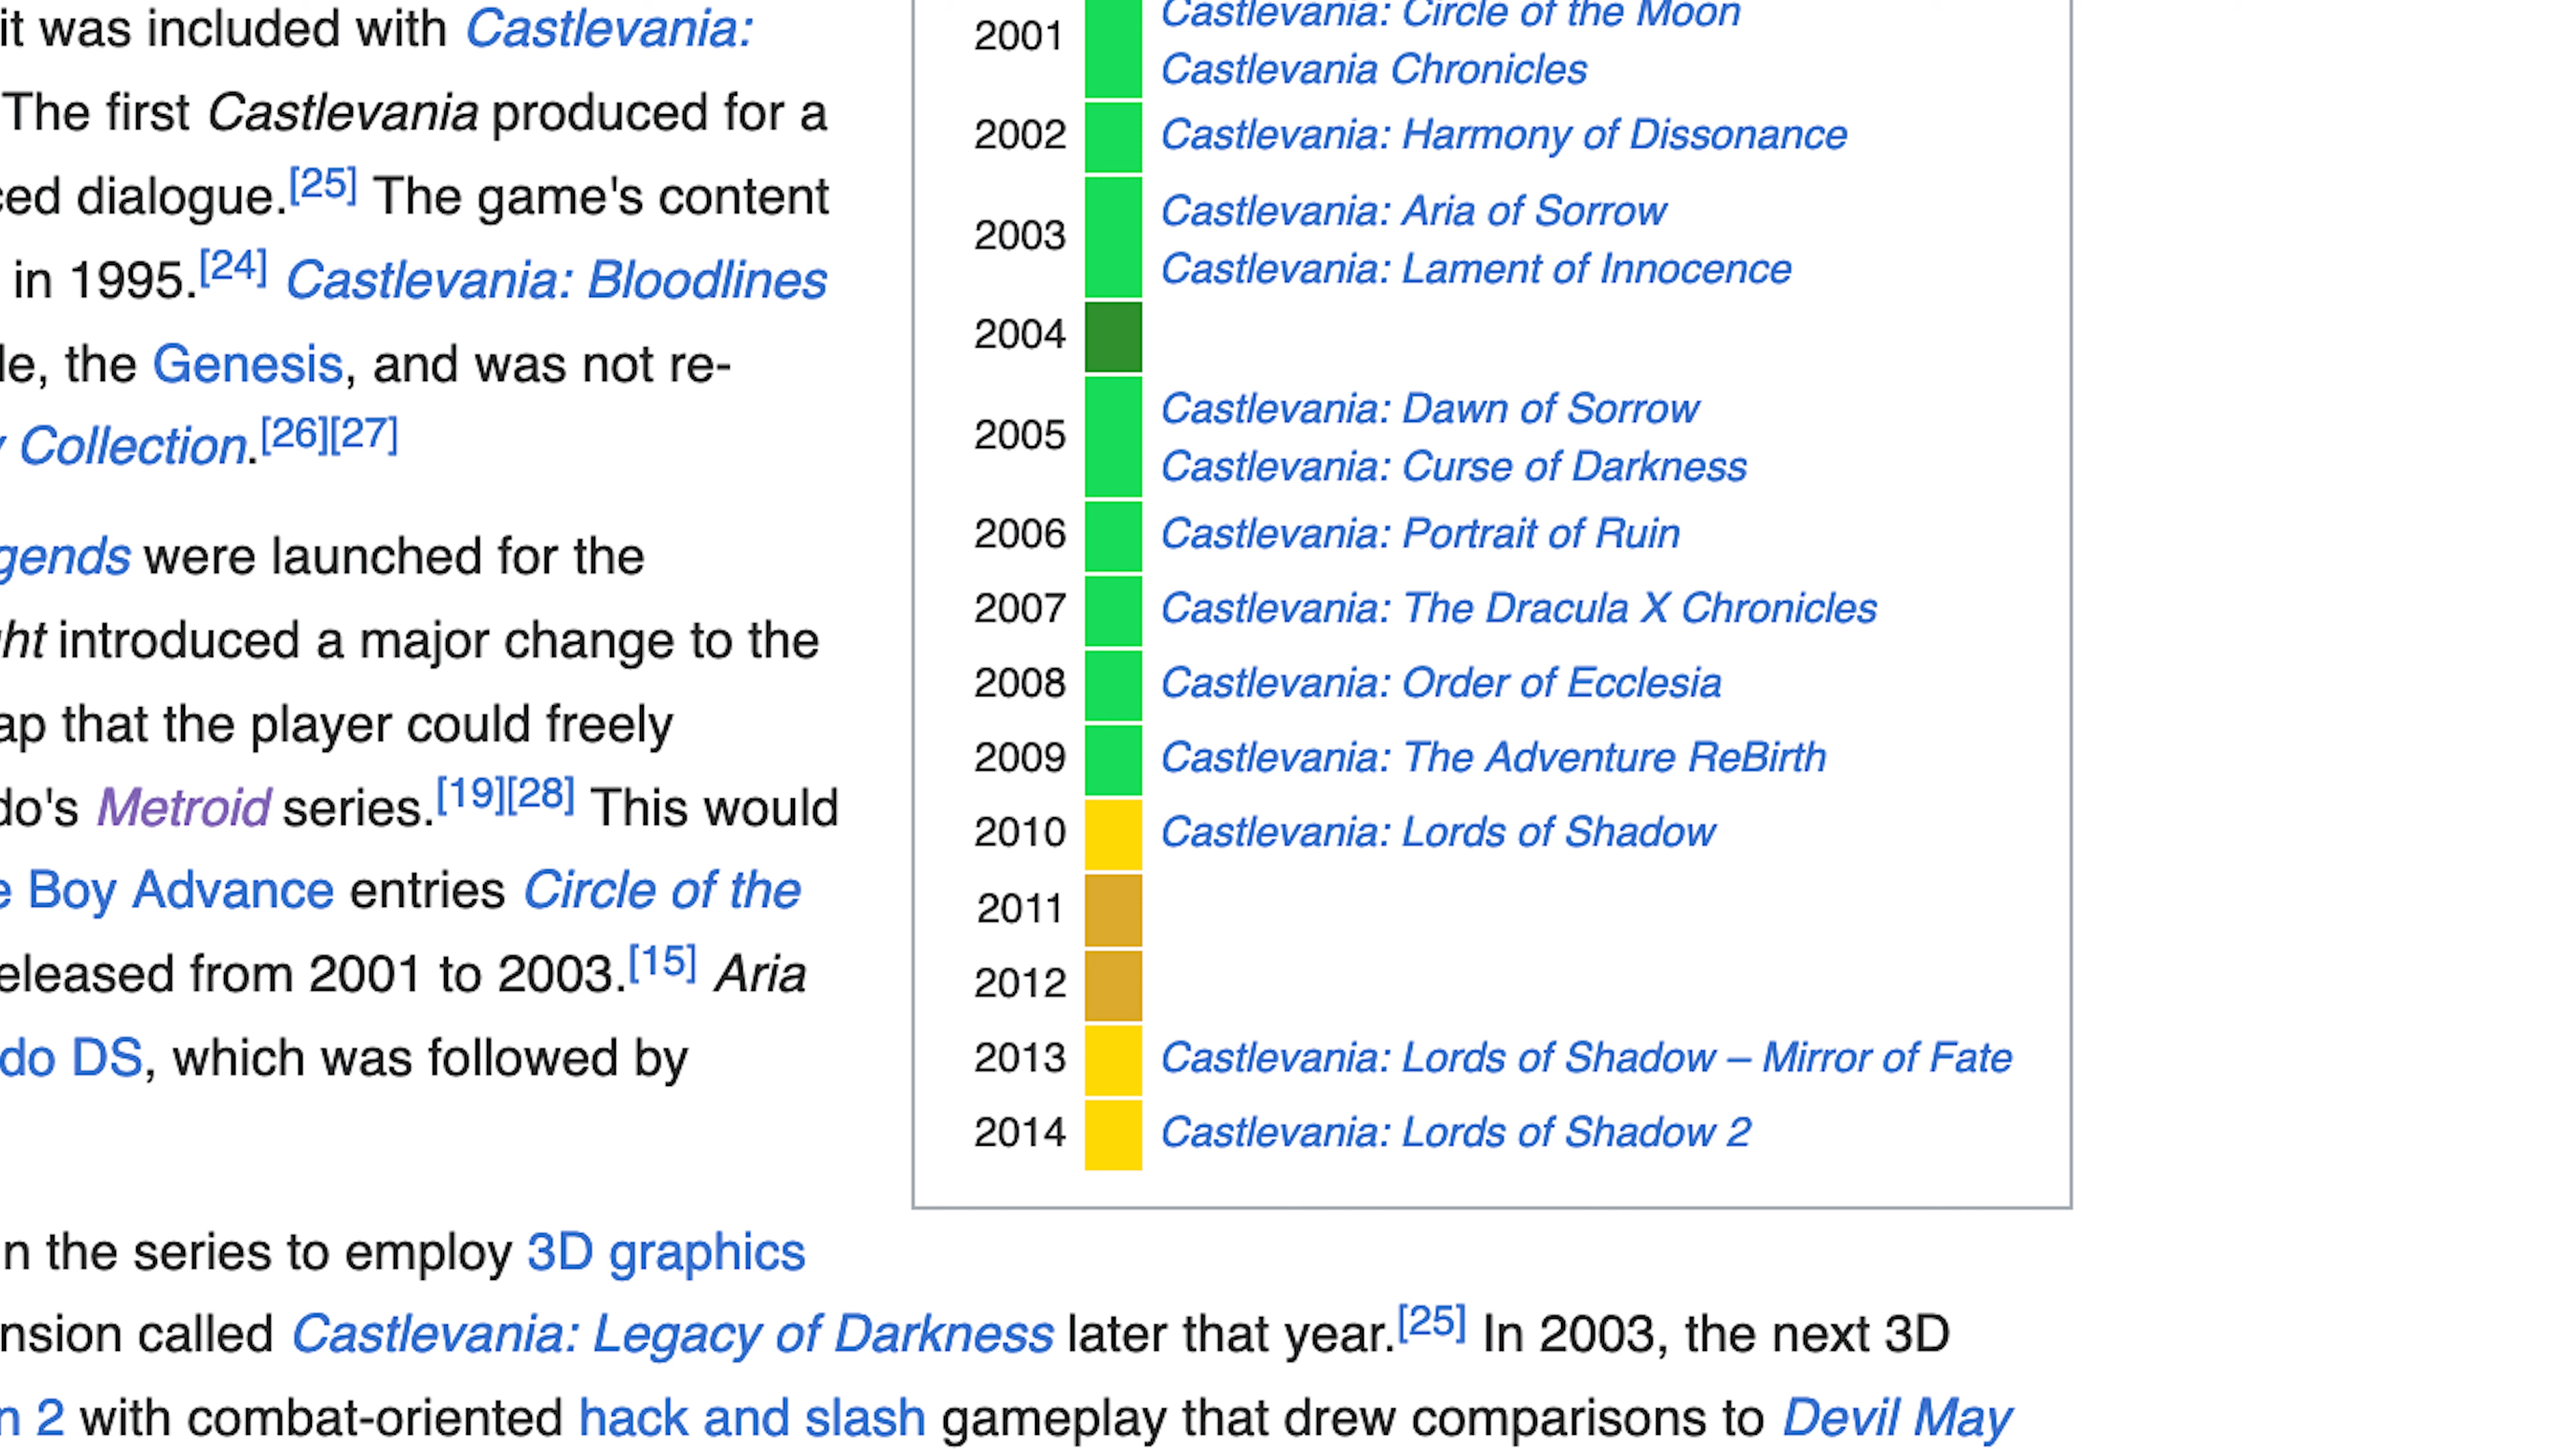 it was included with Castlevania:
The first Castlevania produced for a
ced dialogue.[25] The game's content
in 1995.[24] Castlevania: Bloodlines
le, the Genesis, and was not re-
Collection.[26][27]
gends were launched for the
ht introduced a major change to the
ap that the player could freely
do's Metroid series.[19][28] This would
e Boy Advance entries Circle of the
eleased from 2001 to 2003.[15] Aria
do DS, which was followed by
2001 Castlevania: Circle of the Moon
Castlevania Chronicles
2002 Castlevania: Harmony of Dissonance
2003 Castlevania: Aria of Sorrow
Castlevania: Lament of Innocence
2004
2005 Castlevania: Dawn of Sorrow
Castlevania: Curse of Darkness
2006 Castlevania: Portrait of Ruin
2007 Castlevania: The Dracula X Chronicles
2008 Castlevania: Order of Ecclesia
2009 Castlevania: The Adventure ReBirth
2010 Castlevania: Lords of Shadow
2011
2012
2013 Castlevania: Lords of Shadow – Mirror of Fate
2014 Castlevania: Lords of Shadow 2
n the series to employ 3D graphics
nsion called Castlevania: Legacy of Darkness later that year.[25] In 2003, the next 3D
n 2 with combat-oriented hack and slash gameplay that drew comparisons to Devil May